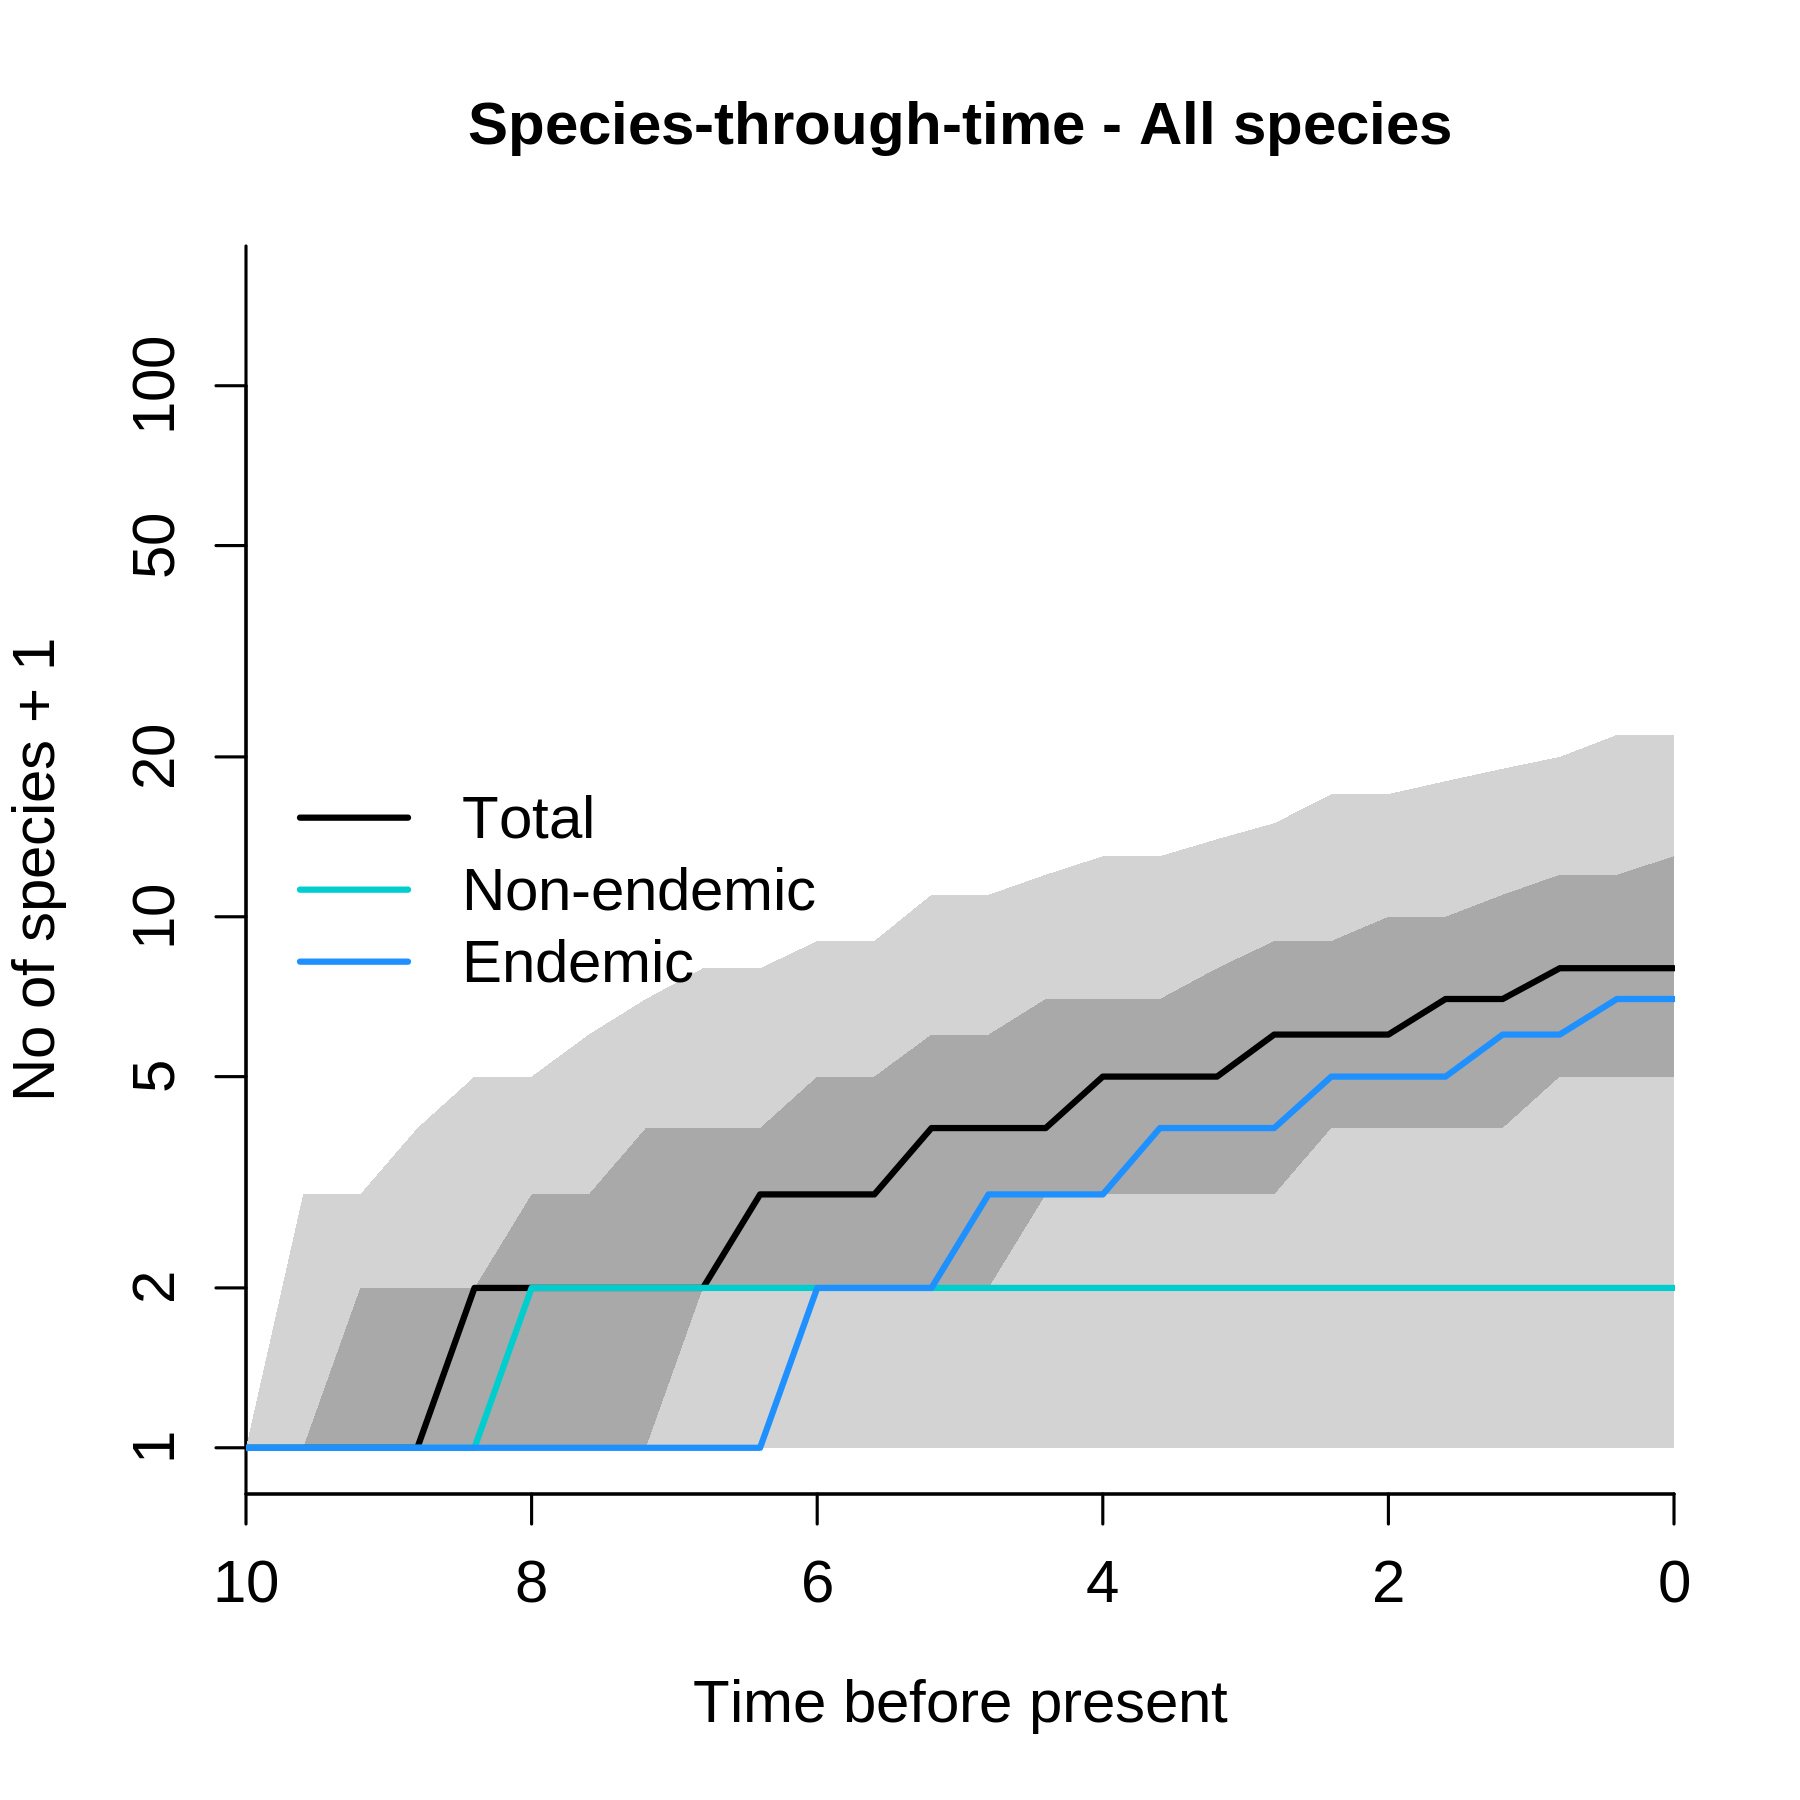 Species-through-time - All species
No of species + 1
100
50
20
10
5
2
1
Total
Non-endemic
Endemic
10 8 6 4 2 0
Time before present